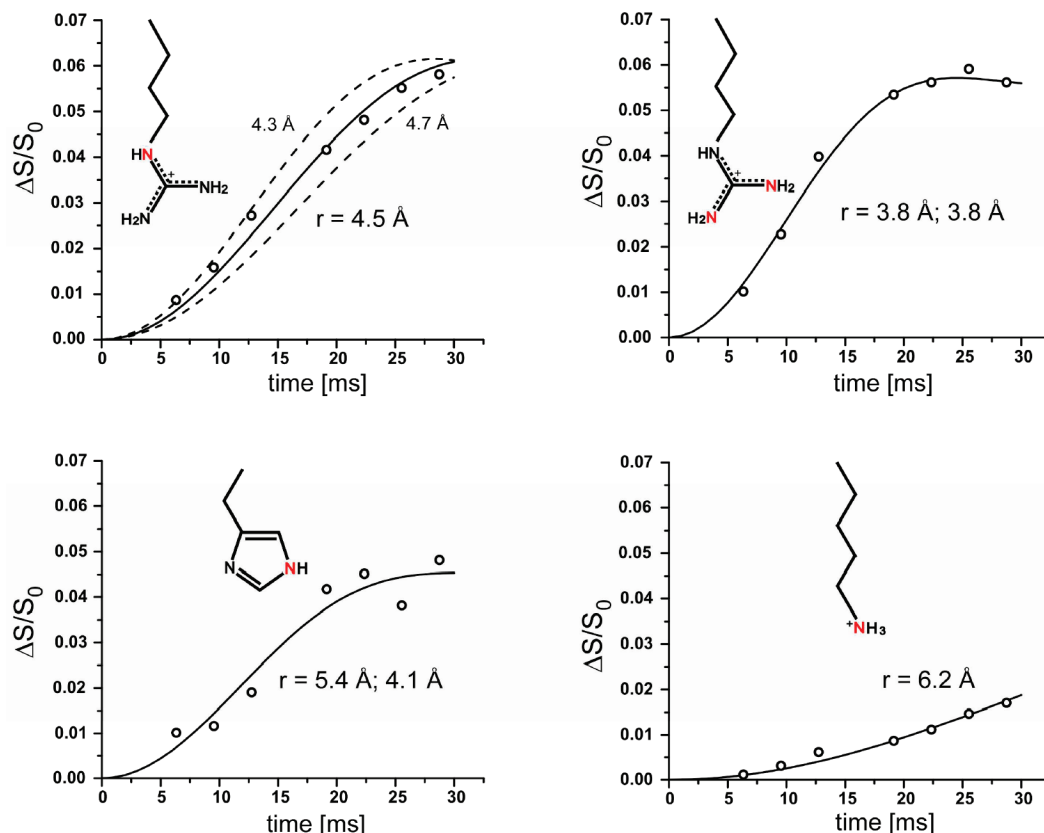 ΔS/S0
0.07
0.06
0.05
0.04
0.03
0.02
0.01
0.00
HN
+
NH2
H2N
4.3 Å
4.7 Å
r = 4.5 Å
0 5 10 15 20 25 30
time [ms]
ΔS/S0
0.07
0.06
0.05
0.04
0.03
0.02
0.01
0.00
HN
+
NH2
H2N
r = 3.8 Å; 3.8 Å
0 5 10 15 20 25 30
time [ms]
ΔS/S0
0.07
0.06
0.05
0.04
0.03
0.02
0.01
0.00
N NH
r = 5.4 Å; 4.1 Å
0 5 10 15 20 25 30
time [ms]
ΔS/S0
0.07
0.06
0.05
0.04
0.03
0.02
0.01
0.00
+NH3
r = 6.2 Å
0 5 10 15 20 25 30
time [ms]